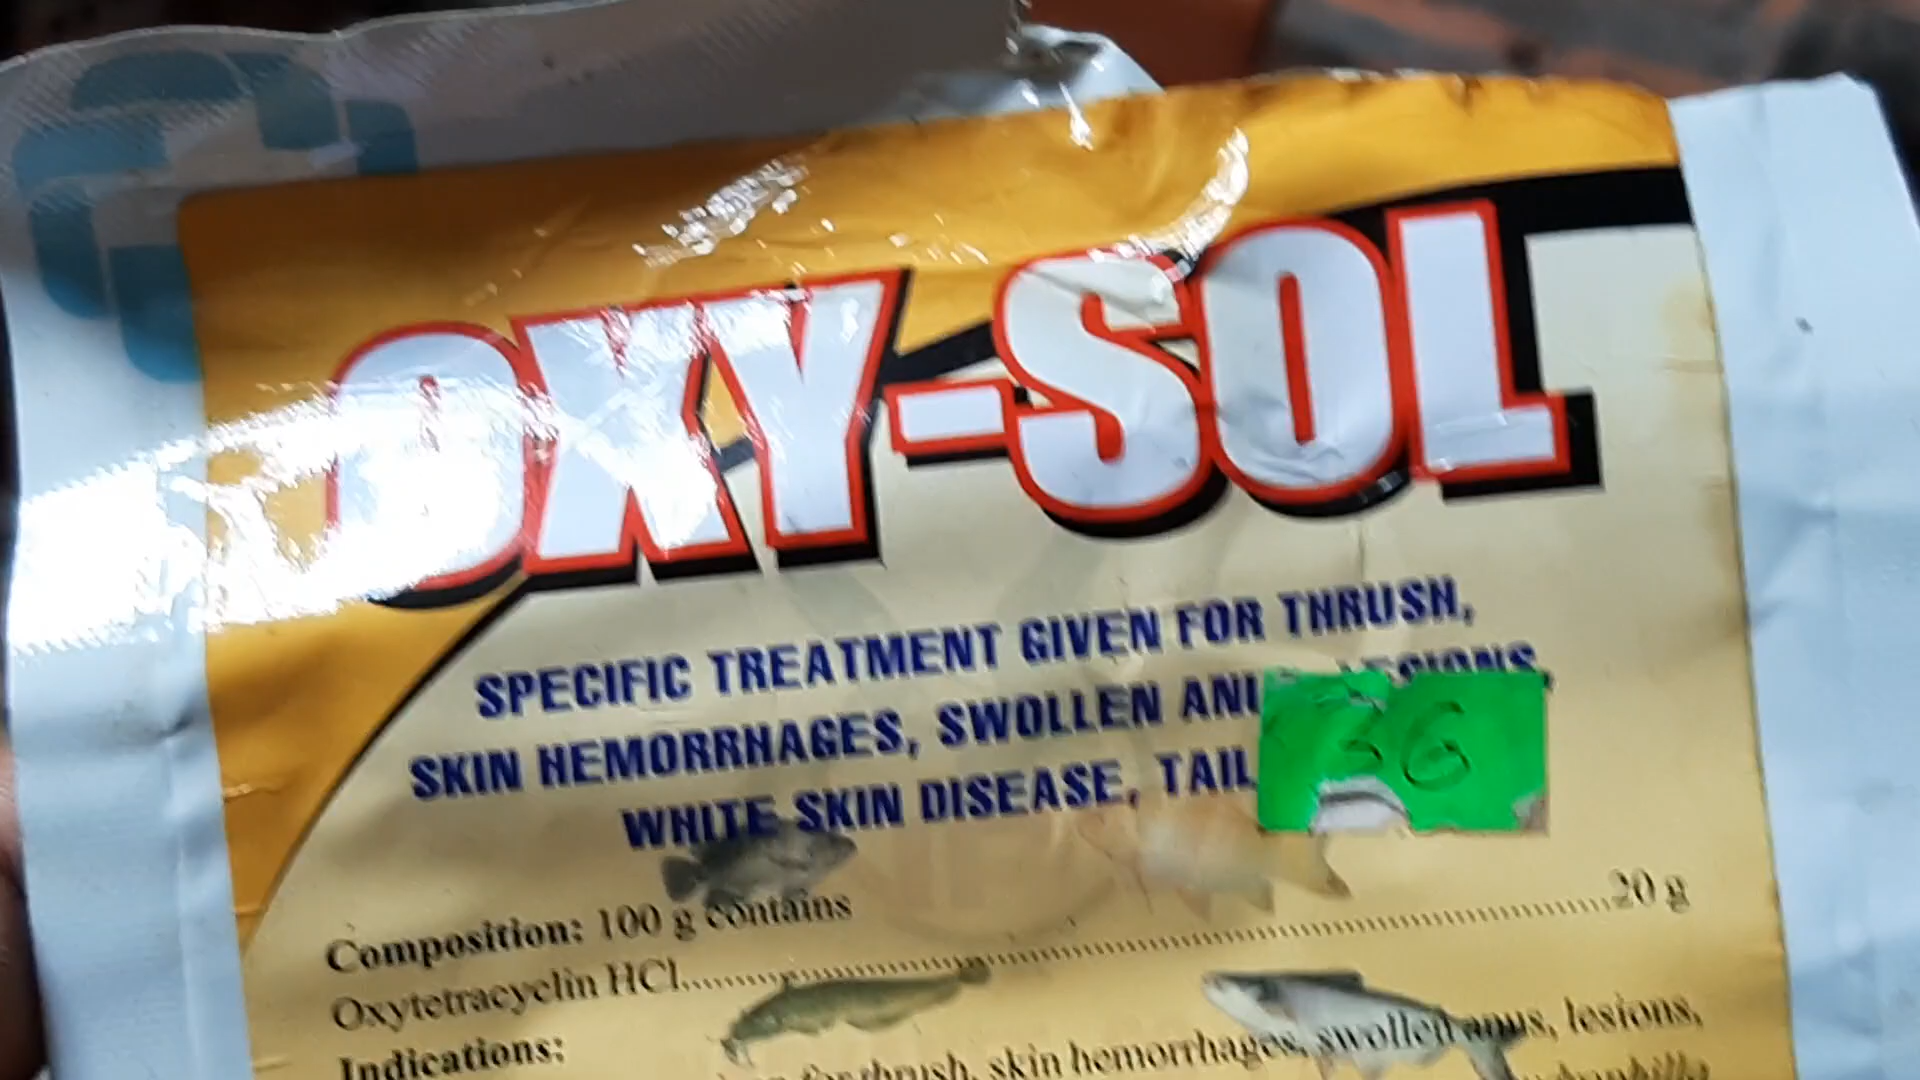 OXY-SOL
SPECIFIC TREATMENT GIVEN FOR THRUSH,
SKIN HEMORRHAGES, SWOLLEN LESIONS,
WHITE SKIN DISEASE, TAIL
36
Composition: 100 g contains
Oxytetracyclin HCl....................20 g
Indications:
for thrush, skin hemorrhages, swollen anus, lesions,